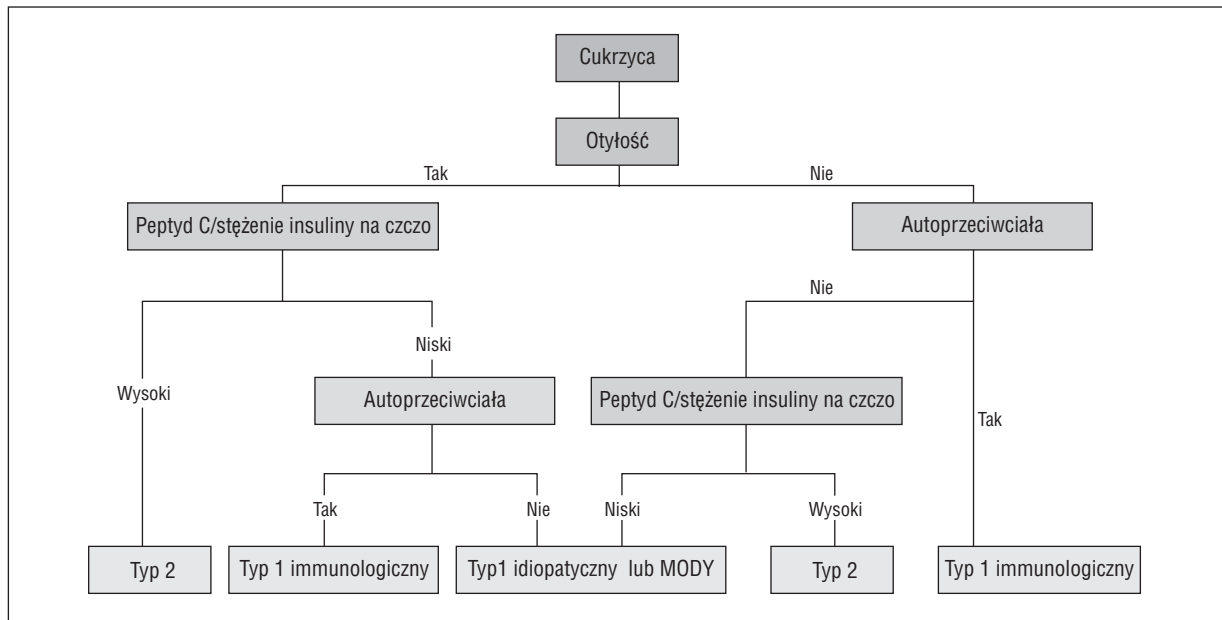 Cukrzyca
Otyłość
Tak
Nie
Peptyd C/stężenie insuliny na czczo
Autoprzeciwciała
Nie
Niski
Wysoki
Autoprzeciwciała
Peptyd C/stężenie insuliny na czczo
Tak
Tak
Nie
Niski
Wysoki
Typ 2
Typ 1 immunologiczny
Typ1 idiopatyczny lub MODY
Typ 2
Typ 1 immunologiczny